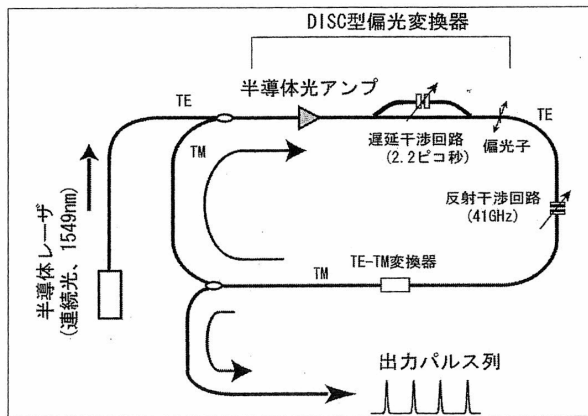 DISC型偏光変換器
半導体光アンプ
TE
TM
遅延干渉回路
(2.2ピコ秒)
偏光子
TE
反射干渉回路
(41GHz)
半導体レーザ
(連続光、1549nm)
TM
TE-TM変換器
出力パルス列